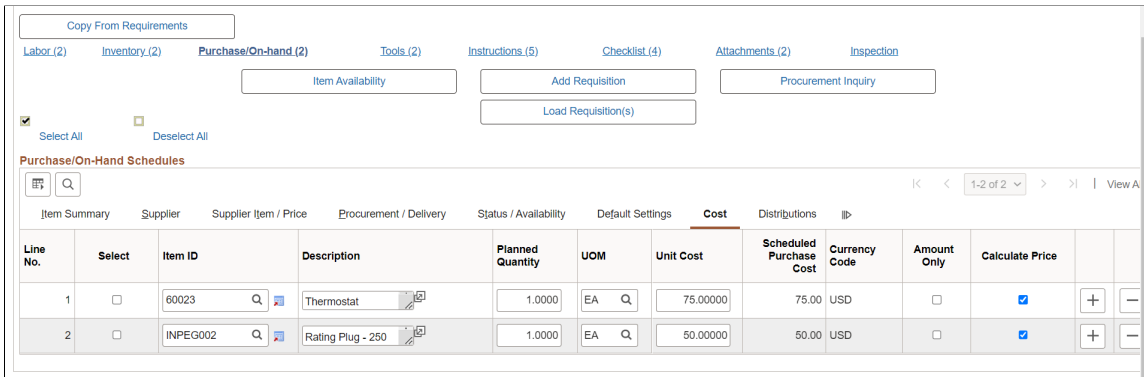 Copy From Requirements
Labor (2) Inventory (2) Purchase/On-hand (2) Tools (2) Instructions (5) Checklist (4) Attachments (2) Inspection
Item Availability Add Requisition Procurement Inquiry
Load Requisition(s)
Select All Deselect All
Purchase/On-Hand Schedules
1-2 of 2 | View A
Item Summary Supplier Supplier Item / Price Procurement / Delivery Status / Availability Default Settings Cost Distributions
Line No. Select Item ID Description Planned Quantity UOM Unit Cost Scheduled Purchase Cost Currency Code Amount Only Calculate Price
1 60023 Thermostat 1.0000 EA 75.00000 75.00 USD
2 INPEG002 Rating Plug - 250 1.0000 EA 50.00000 50.00 USD